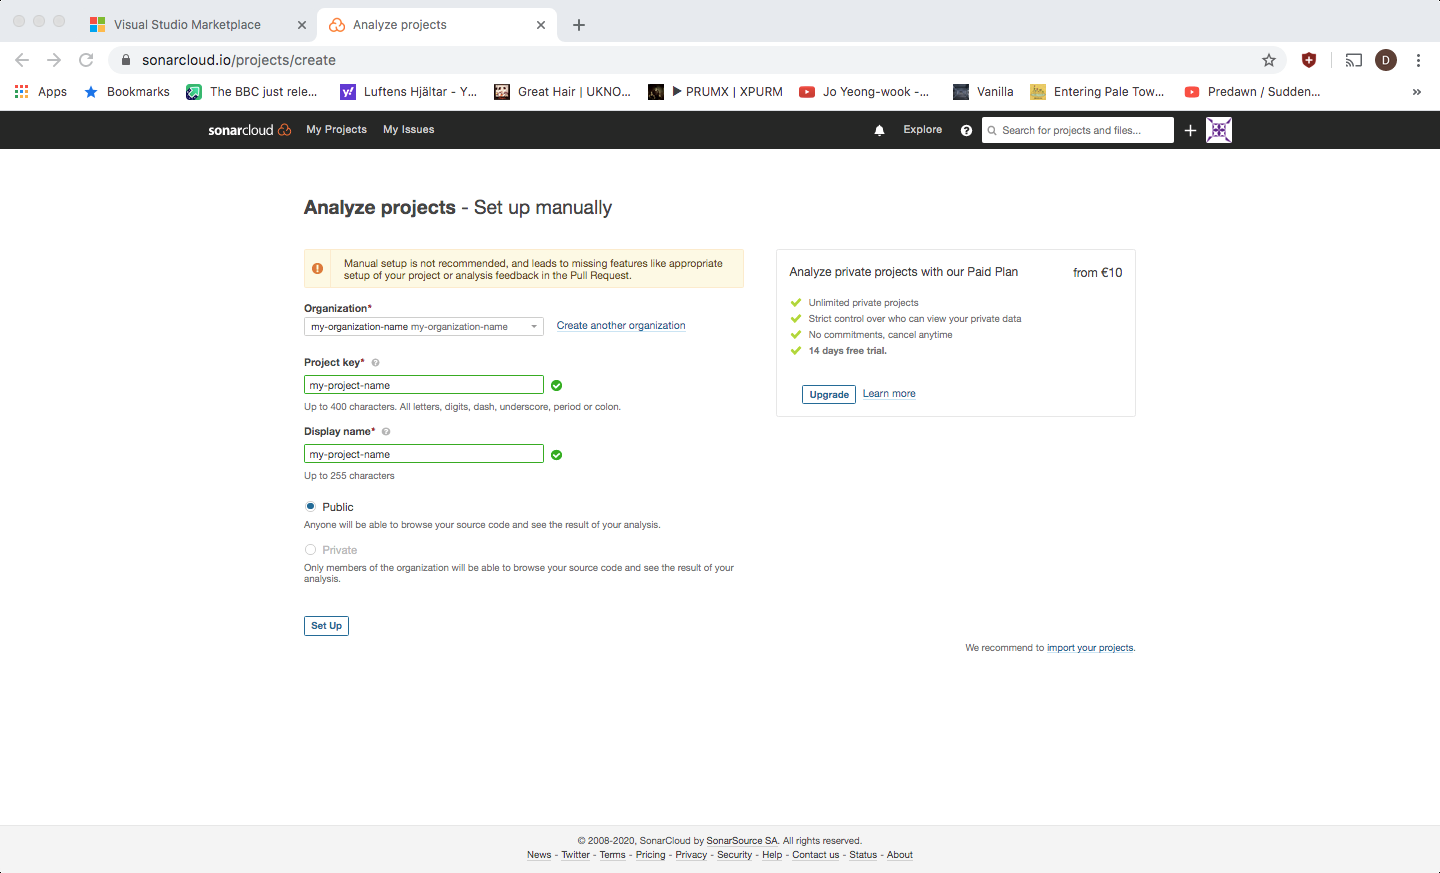 Visual Studio Marketplace
Analyze projects
sonarcloud.io/projects/create
D
Apps
Bookmarks
The BBC just rele...
y!
Luftens Hjältar - Y...
Great Hair | UKNO...
▶ PRUMX | XPURM
Jo Yeong-wook -...
Vanilla
Entering Pale Tow...
Predawn / Sudden...
»
sonarcloud
My Projects
My Issues
Explore
Search for projects and files...
Analyze projects - Set up manually
Manual setup is not recommended, and leads to missing features like appropriate
setup of your project or analysis feedback in the Pull Request.
Organization*
my-organization-name my-organization-name
Create another organization
Project key*
my-project-name
Up to 400 characters. All letters, digits, dash, underscore, period or colon.
Display name*
my-project-name
Up to 255 characters
Public
Anyone will be able to browse your source code and see the result of your analysis.
Private
Only members of the organization will be able to browse your source code and see the result of your
analysis.
Set Up
Analyze private projects with our Paid Plan
from €10
Unlimited private projects
Strict control over who can view your private data
No commitments, cancel anytime
14 days free trial.
Upgrade
Learn more
We recommend to import your projects.
© 2008-2020, SonarCloud by SonarSource SA. All rights reserved.
News - Twitter - Terms - Pricing - Privacy - Security - Help - Contact us - Status - About